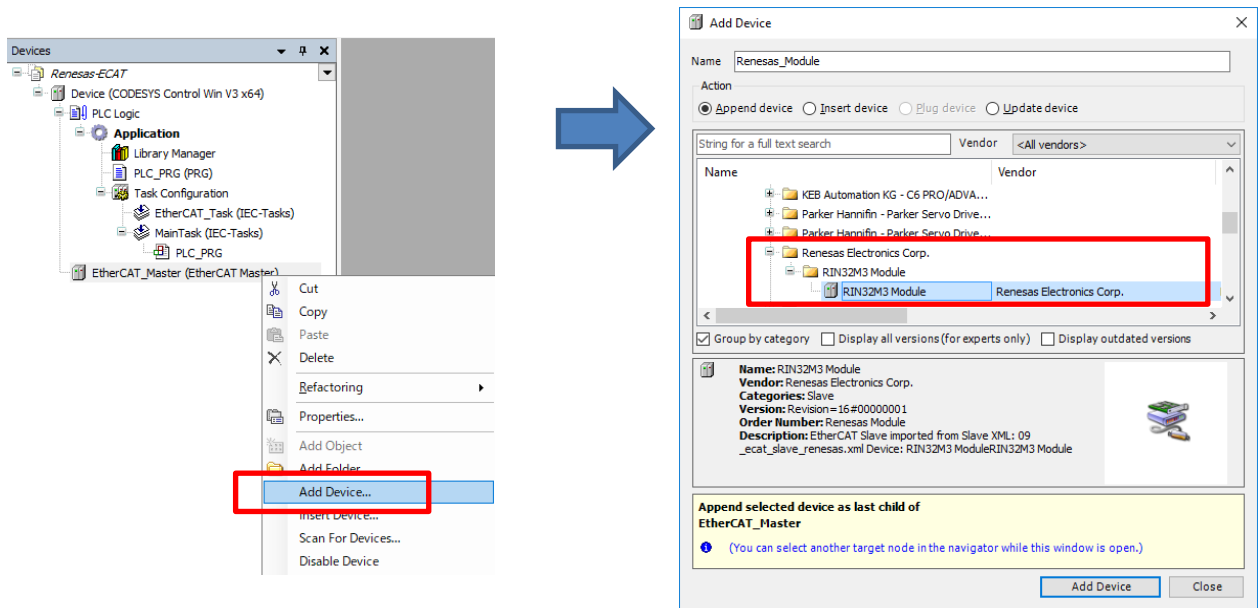 Devices
Renesas-ECAT
Device (CODESYS Control Win V3 x64)
PLC Logic
Application
Library Manager
PLC_PRG (PRG)
Task Configuration
EtherCAT_Task (IEC-Tasks)
MainTask (IEC-Tasks)
PLC_PRG
EtherCAT_Master (EtherCAT Master)
Cut
Copy
Paste
Delete
Refactoring
Properties...
Add Object
Add Folder
Add Device...
Insert Device...
Scan For Devices...
Disable Device
Add Device
Name Renesas_Module
Action
Append device Insert device Plug device Update device
String for a full text search Vendor <All vendors>
Name Vendor
KEB Automation KG - C6 PRO/ADVA...
Parker Hannifin - Parker Servo Drive...
Parker Hannifin - Parker Servo Drive...
Renesas Electronics Corp.
RIN32M3 Module
RIN32M3 Module Renesas Electronics Corp.
Group by category Display all versions (for experts only) Display outdated versions
Name: RIN32M3 Module
Vendor: Renesas Electronics Corp.
Categories: Slave
Version: Revision=16#00000001
Order Number: Renesas Module
Description: EtherCAT Slave imported from Slave XML: 09
_ecat_slave_renesas.xml Device: RIN32M3 ModuleRIN32M3 Module
Append selected device as last child of
EtherCAT_Master
(You can select another target node in the navigator while this window is open.)
Add Device Close